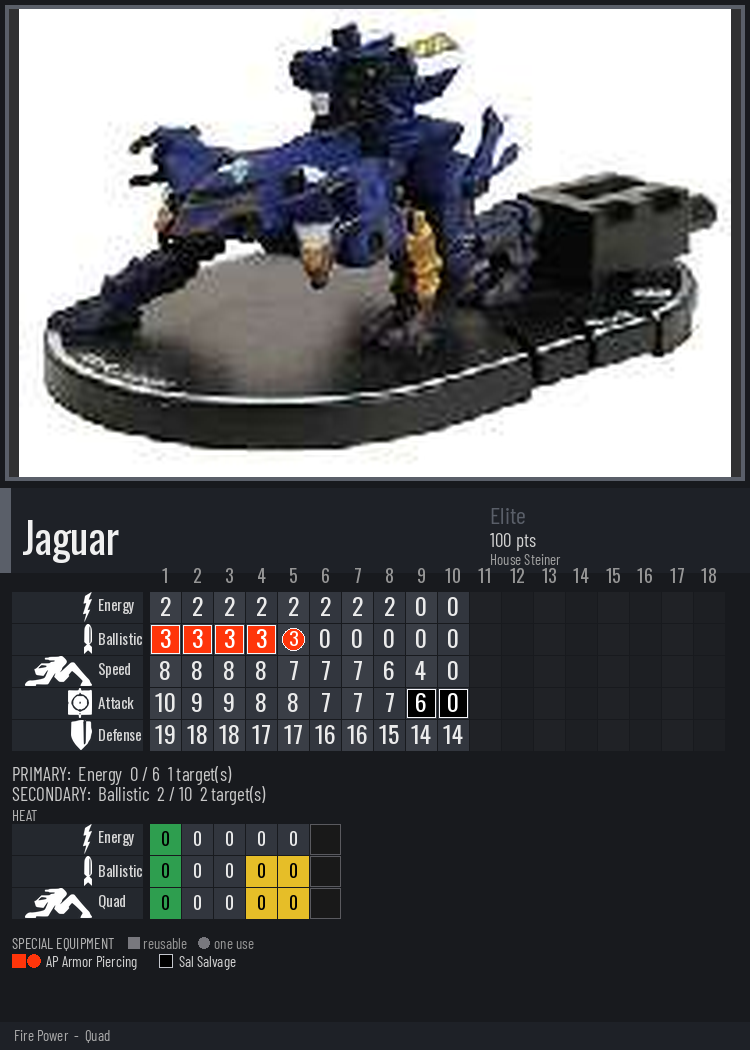 Jaguar
Elite
100 pts
House Steiner
1 2 3 4 5 6 7 8 9 10 11 12 13 14 15 16 17 18
Energy 2 2 2 2 2 2 2 2 0 0
Ballistic 3 3 3 3 3 0 0 0 0 0
Speed 8 8 8 8 7 7 7 6 4 0
Attack 10 9 9 8 8 7 7 7 6 0
Defense 19 18 18 17 17 16 16 15 14 14
PRIMARY: Energy 0 / 6 1 target(s)
SECONDARY: Ballistic 2 / 10 2 target(s)
HEAT
Energy 0 0 0 0 0
Ballistic 0 0 0 0 0
Quad 0 0 0 0 0
SPECIAL EQUIPMENT reusable one use
AP Armor Piercing Sal Salvage
Fire Power - Quad